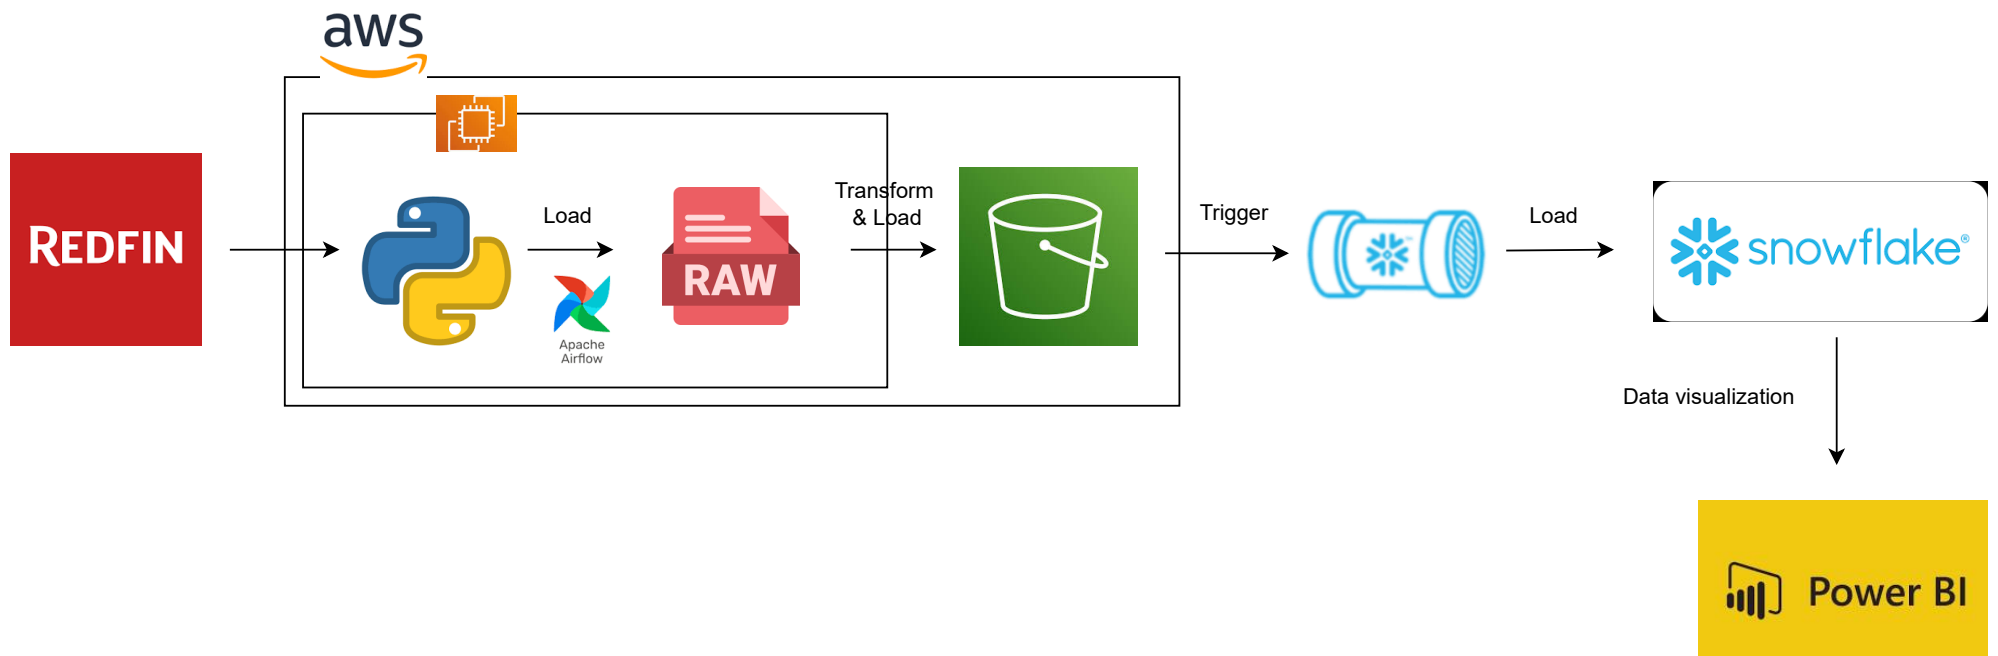 aws
REDFIN
Load
Apache
Airflow
RAW
Transform
& Load
Trigger
Load
snowflake®
Data visualization
Power BI